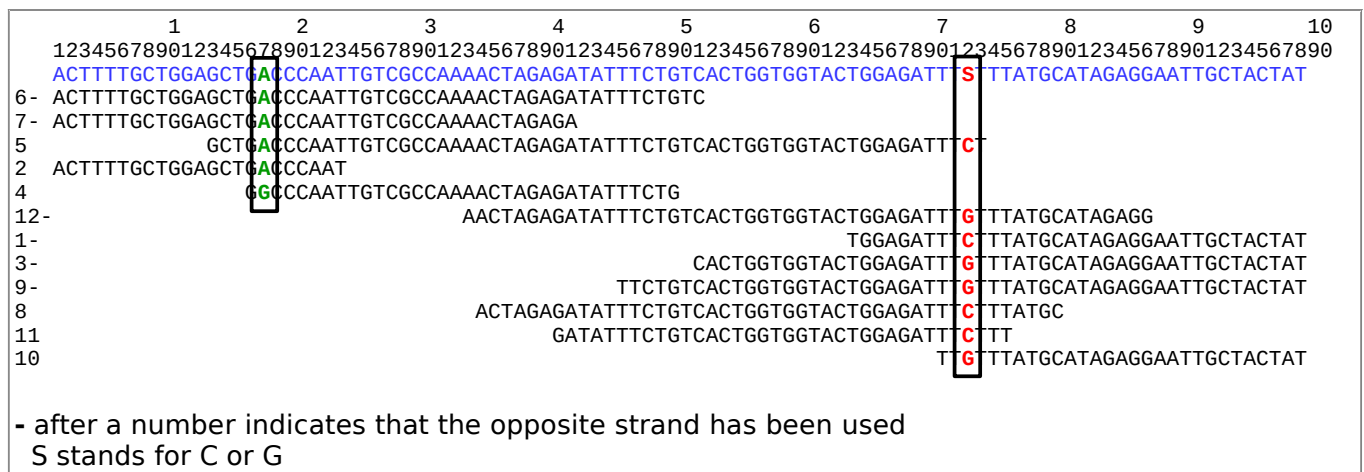 1 2 3 4 5 6 7 8 9 10
1234567890123456789012345678901234567890123456789012345678901234567890123456789012345678901234567890
ACTTTTGCTGGAGCTGACCCAATTGTCGCCAAAACTAGAGATATTTCTGTCACTGGTGGTACTGGAGATTTSTTTATGCATAGAGGAATTGCTACTAT
6- ACTTTTGCTGGAGCTGACCCAATTGTCGCCAAAACTAGAGATATTTCTGTC
7- ACTTTTGCTGGAGCTGACCCAATTGTCGCCAAAACTAGAGA
5 GCTGACCCAATTGTCGCCAAAACTAGAGATATTTCTGTCACTGGTGGTACTGGAGATTTCT
2 ACTTTTGCTGGAGCTGACCCAAT
4 GGCCCAATTGTCGCCAAAACTAGAGATATTTCTG
12- AACTAGAGATATTTCTGTCACTGGTGGTACTGGAGATTTGTTTATGCATAGAGG
1- TGGAGATTTCTTTATGCATAGAGGAATTGCTACTAT
3- CACTGGTGGTACTGGAGATTTGTTTATGCATAGAGGAATTGCTACTAT
9- TTCTGTCACTGGTGGTACTGGAGATTTGTTTATGCATAGAGGAATTGCTACTAT
8 ACTAGAGATATTTCTGTCACTGGTGGTACTGGAGATTTCTTTATGC
11 GATATTTCTGTCACTGGTGGTACTGGAGATTTCTTT
10 TTGTTTATGCATAGAGGAATTGCTACTAT
- after a number indicates that the opposite strand has been used
S stands for C or G